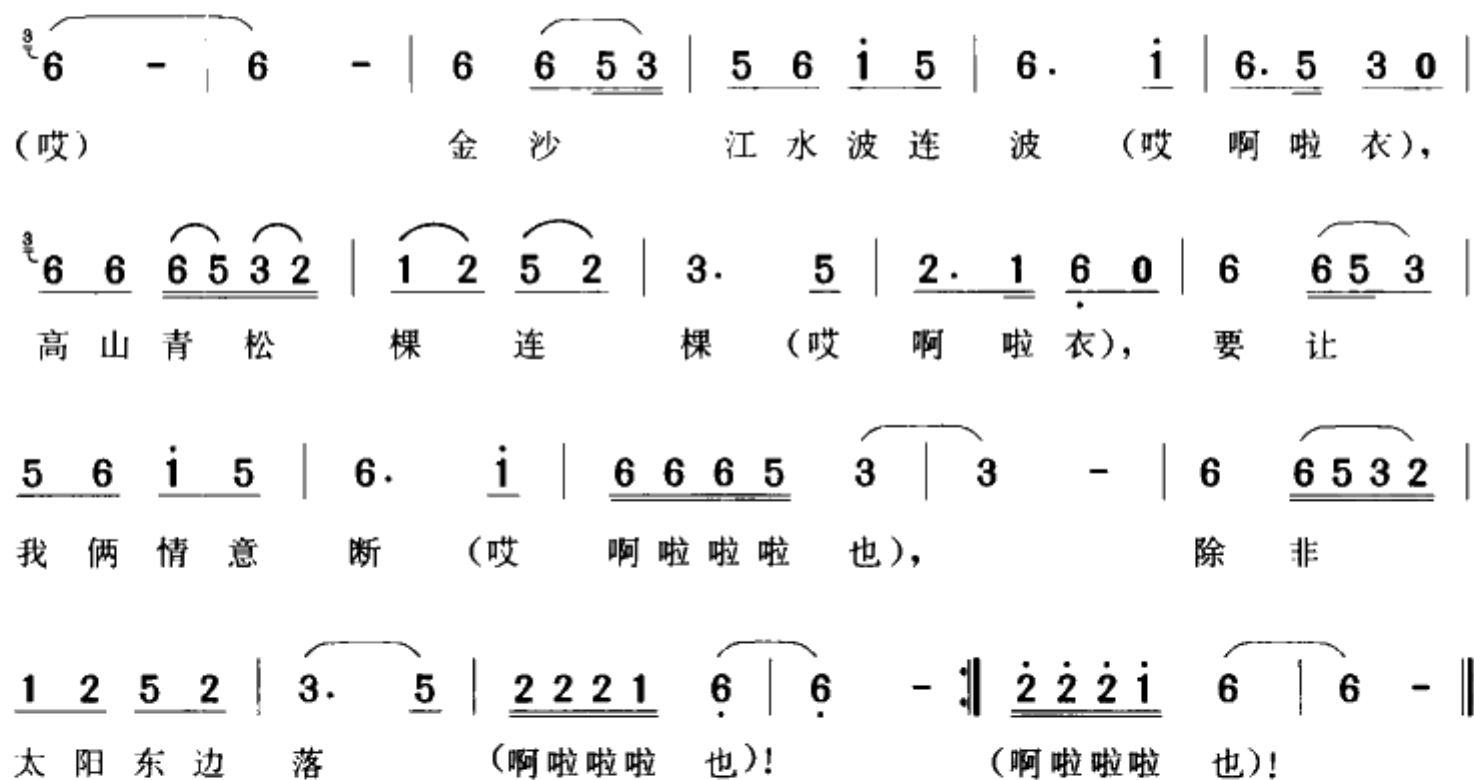 3 6 - | 6 - | 6 6 5 3 | 5 6 i 5 | 6. i | 6. 5 3 0 |
(哎) 金 沙 江 水 波 连 波 (哎 啊 啦 衣),
3 6 6 6 5 3 2 | 1 2 5 2 | 3. 5 | 2. 1 6 0 | 6 6 5 3 |
高 山 青 松 棵 连 棵 (哎 啊 啦 衣), 要 让
5 6 i 5 | 6. i | 6 6 6 5 3 | 3 - | 6 6 5 3 2 |
我 俩 情 意 断 (哎 啊 啦 啦 啦 也), 除 非
1 2 5 2 | 3. 5 | 2 2 2 1 6 | 6 - :‖ 2 2 2 i 6 | 6 - ‖
太 阳 东 边 落 (啊 啦 啦 啦 也)! (啊 啦 啦 啦 也)!